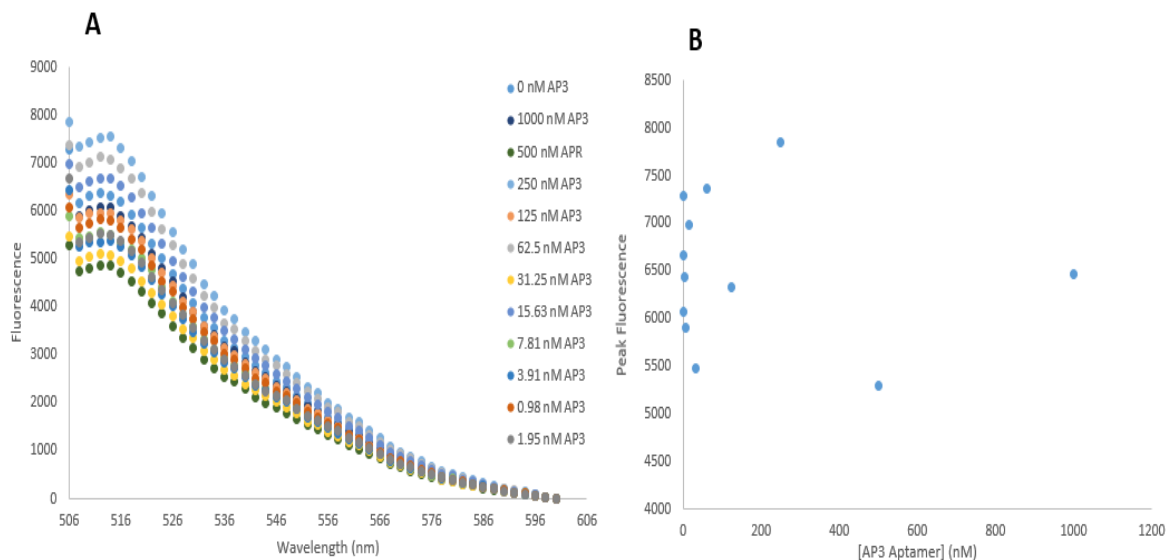 A
9000
8000
7000
6000
5000
4000
3000
2000
1000
0
Fluorescence
506 516 526 536 546 556 566 576 586 596 606
Wavelength (nm)
0 nM AP3
1000 nM AP3
500 nM APR
250 nM AP3
125 nM AP3
62.5 nM AP3
31.25 nM AP3
15.63 nM AP3
7.81 nM AP3
3.91 nM AP3
0.98 nM AP3
1.95 nM AP3
B
8500
8000
7500
7000
6500
6000
5500
5000
4500
4000
Peak Fluorescence
0 200 400 600 800 1000 1200
[AP3 Aptamer] (nM)